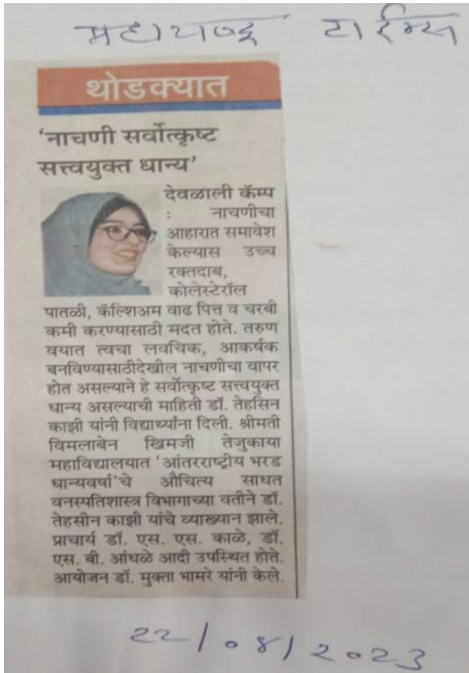 महाराष्ट्र टाईम्स
थोडक्यात
'नाचणी सर्वोत्कृष्ट
सत्त्वयुक्त धान्य'
देवळाली कॅम्प
: नाचणीचा
आहारात समावेश
केल्यास उच्च
रक्तदाब,
कोलेस्टेरॉल
पातळी, कॅल्शिअम वाढ पित्त व चरबी
कमी करण्यासाठी मदत होते. तरुण
वयात त्वचा लवचिक, आकर्षक
बनविण्यासाठीदेखील नाचणीचा वापर
होत असल्याने हे सर्वोत्कृष्ट सत्त्वयुक्त
धान्य असल्याची माहिती डॉ. तेहसिन
काझी यांनी विद्यार्थ्यांना दिली. श्रीमती
विमलाबेन खिमजी तेजुकाया
महाविद्यालयात 'आंतरराष्ट्रीय भरड
धान्यवर्षा'चे औचित्य साधत
वनस्पतिशास्त्र विभागाच्या वतीने डॉ.
तेहसीन काझी यांचे व्याख्यान झाले.
प्राचार्य डॉ. एस. एस. काळे, डॉ.
एस. बी. आंधळे आदी उपस्थित होते.
आयोजन डॉ. मुक्ता भामरे यांनी केले.
२२/०४/२०२३